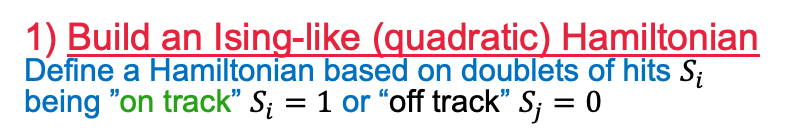 1) Build an Ising-like (quadratic) Hamiltonian
Define a Hamiltonian based on doublets of hits Sᵢ
being ”on track” Sᵢ = 1 or “off track” Sⱼ = 0